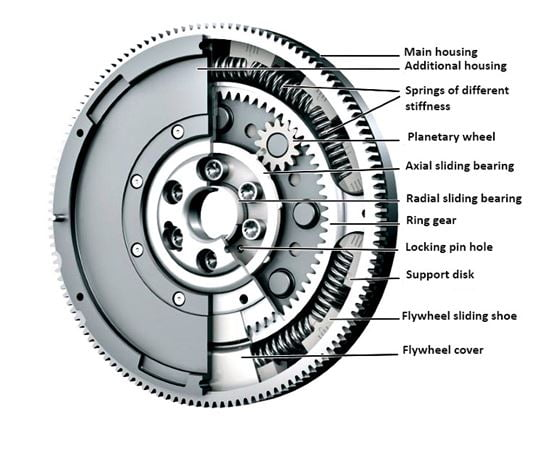 Main housing
Additional housing
Springs of different
stiffness
Planetary wheel
Axial sliding bearing
Radial sliding bearing
Ring gear
Locking pin hole
Support disk
Flywheel sliding shoe
Flywheel cover